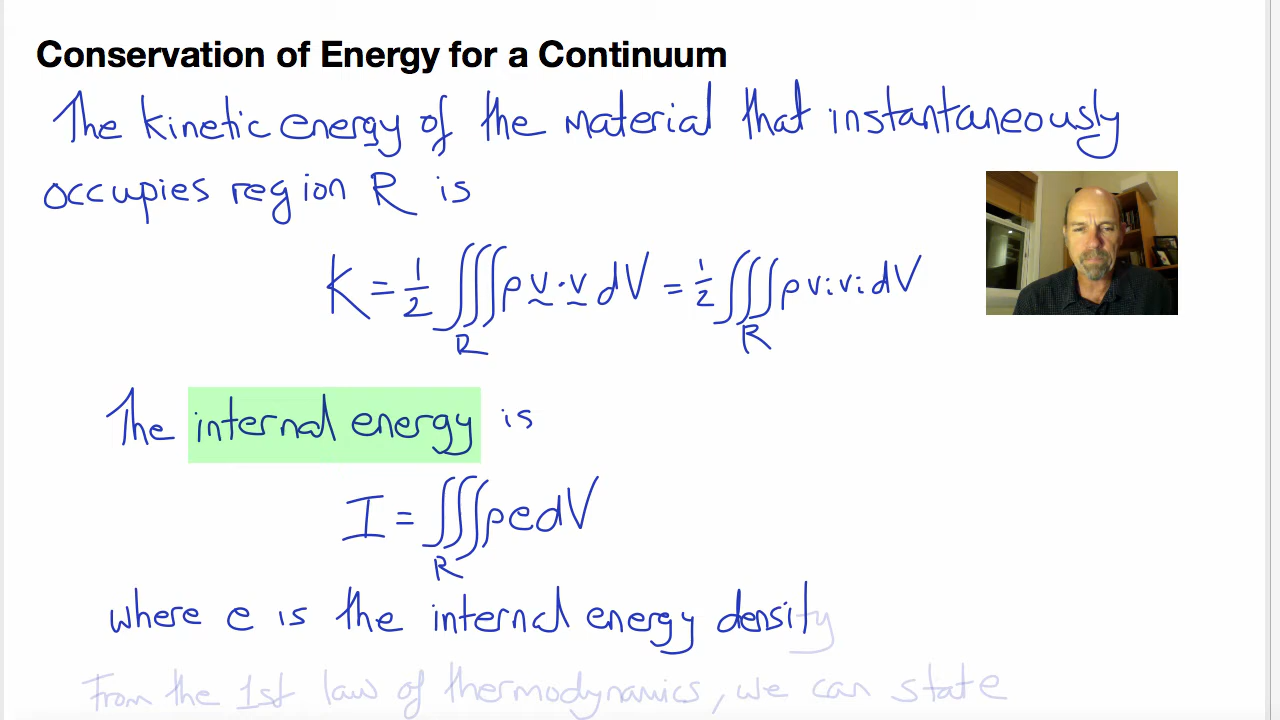 Conservation of Energy for a Continuum
The kinetic energy of the material that instantaneously
occupies region R is
K = 1/2 ∭_R ρ v̰ · v̰ dV = 1/2 ∭_R ρ vᵢ vᵢ dV
The internal energy is
I = ∭_R ρ e dV
where e is the internal energy density
From the 1st law of thermodynamics, we can state